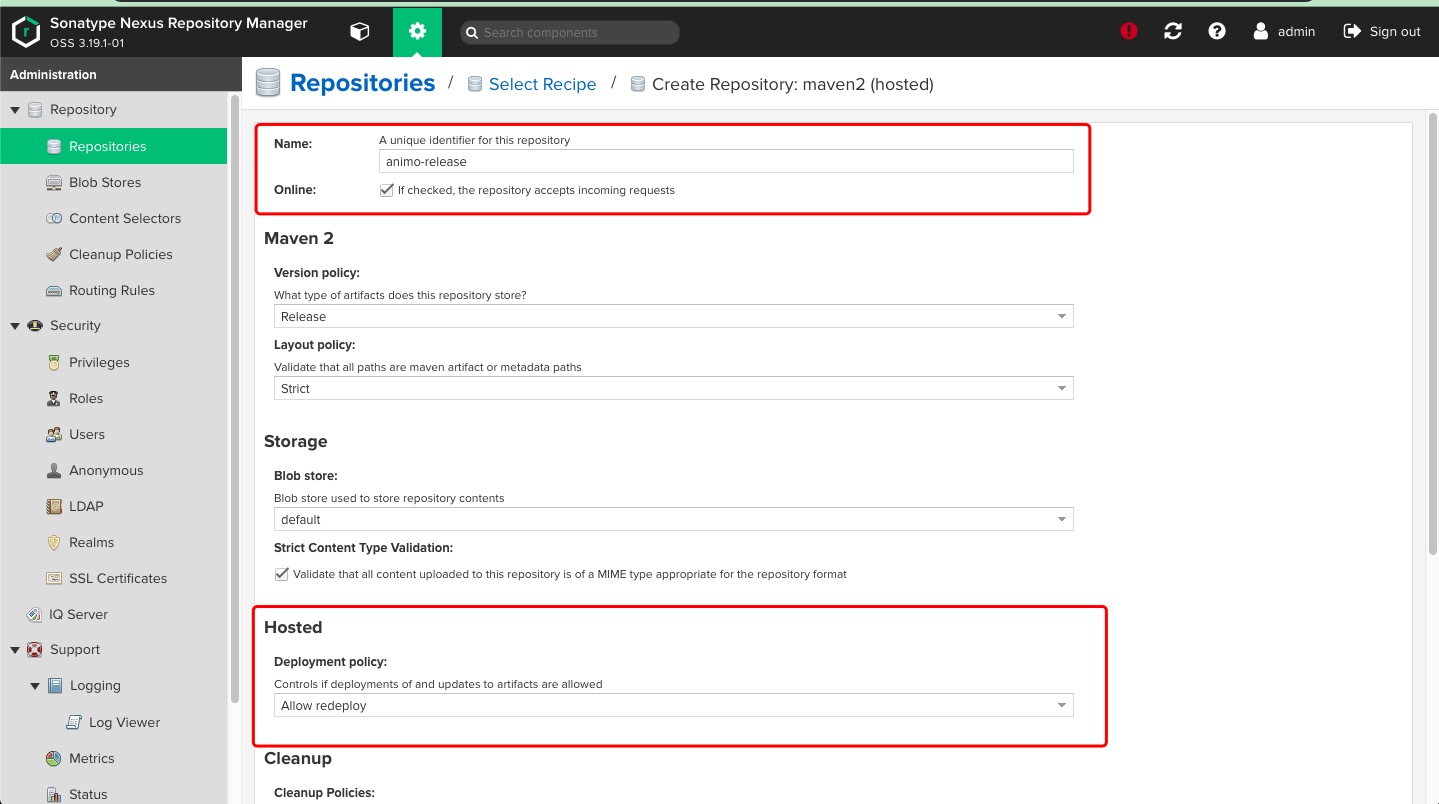 Sonatype Nexus Repository Manager
OSS 3.19.1-01
Search components
admin
Sign out
Administration
Repository
Repositories
Blob Stores
Content Selectors
Cleanup Policies
Routing Rules
Security
Privileges
Roles
Users
Anonymous
LDAP
Realms
SSL Certificates
IQ Server
Support
Logging
Log Viewer
Metrics
Status
Repositories / Select Recipe / Create Repository: maven2 (hosted)
Name:
A unique identifier for this repository
animo-release
Online:
If checked, the repository accepts incoming requests
Maven 2
Version policy:
What type of artifacts does this repository store?
Release
Layout policy:
Validate that all paths are maven artifact or metadata paths
Strict
Storage
Blob store:
Blob store used to store repository contents
default
Strict Content Type Validation:
Validate that all content uploaded to this repository is of a MIME type appropriate for the repository format
Hosted
Deployment policy:
Controls if deployments of and updates to artifacts are allowed
Allow redeploy
Cleanup
Cleanup Policies: